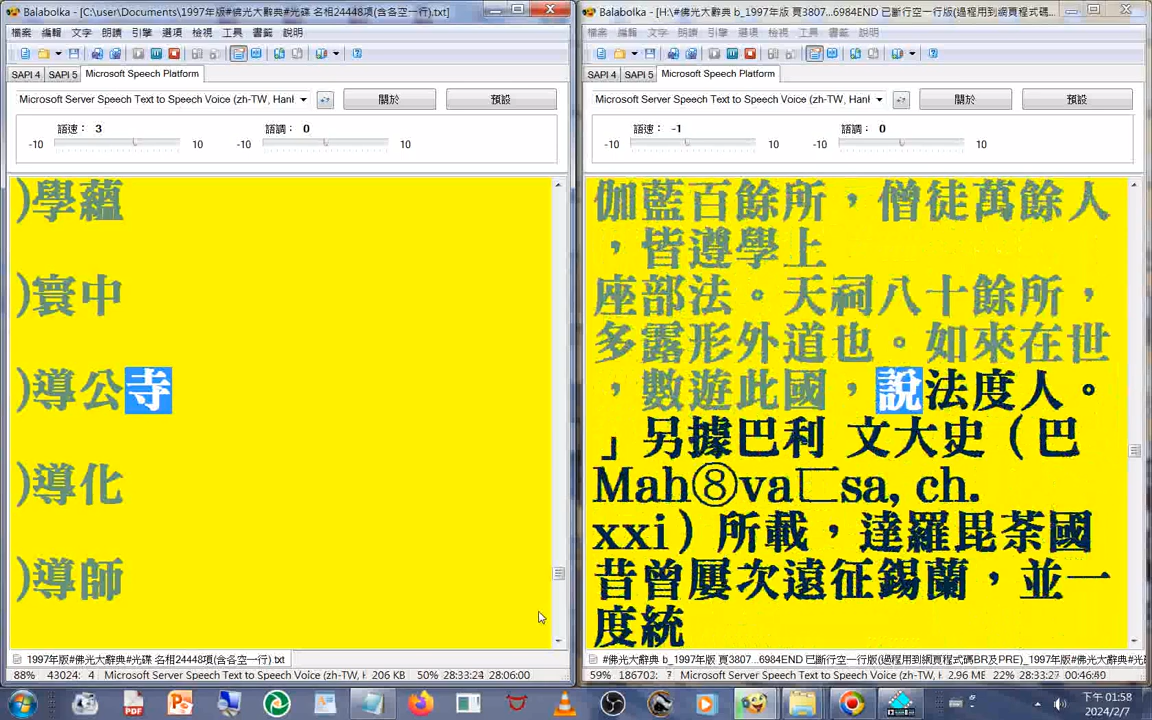 Balabolka - [C:\user\Documents\1997年版#佛光大辭典#光碟 名相24448項(含各空一行).txt]
檔案 編輯 文字 朗讀 引擎 選項 檢視 工具 書籤 說明
SAPI 4 SAPI 5 Microsoft Speech Platform
Microsoft Server Speech Text to Speech Voice (zh-TW, Hanl 關於 預設
語速： 3 語調： 0
-10 10 -10 10
)學蘊
)寰中
)導公寺
)導化
)導師
1997年版#佛光大辭典#光碟 名相24448項(含各空一行).txt
88% 43024: 4 Microsoft Server Speech Text to Speech Voice (zh-TW, H 206 KB 50% 28:33:24 28:06:00
Balabolka - [H:\#佛光大辭典 b_1997年版 頁3807...6984END 已斷行空一行版(過程用到網頁程式碼
檔案 編輯 文字 朗讀 引擎 選項 檢視 工具 書籤 說明
SAPI 4 SAPI 5 Microsoft Speech Platform
Microsoft Server Speech Text to Speech Voice (zh-TW, Hanl 關於 預設
語速： -1 語調： 0
-10 10 -10 10
伽藍百餘所，僧徒萬餘人
，皆遵學上
座部法。天祠八十餘所，
多露形外道也。如來在世
，數遊此國，說法度人。
」另據巴利 文大史（巴
Mah⑧va匚sa, ch.
xxi）所載，達羅毘荼國
昔曾屢次遠征錫蘭，並一
度統
#佛光大辭典 b_1997年版 頁3807...6984END 已斷行空一行版(過程用到網頁程式碼BR及PRE)_1997年版#光
59% 186703: ? Microsoft Server Speech Text to Speech Voice (zh-TW, H 2.96 ME 22% 28:33:27 00:46:49
下午 01:58
2024/2/7